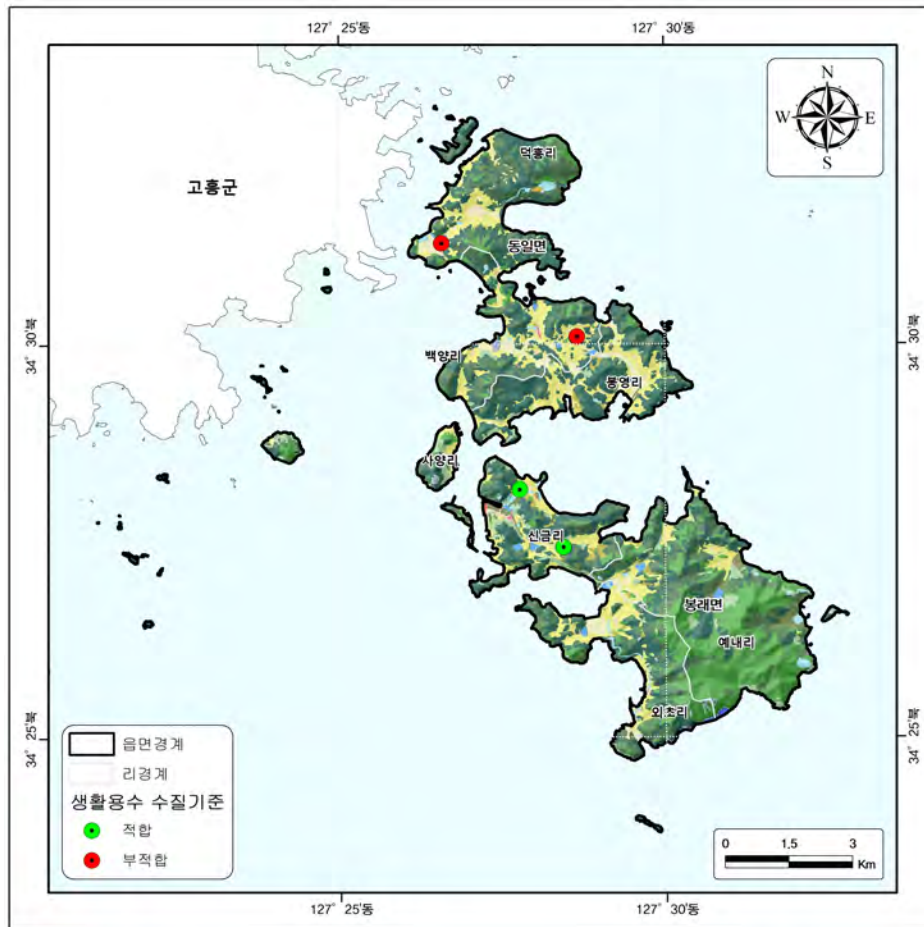 127° 25'동
127° 30'동
N
W
E
S
덕흥리
고흥군
동일면
34° 30'북
34° 30'북
백양리
봉영리
사양리
신금리
봉래면
예내리
외초리
34° 25'북
34° 25'북
읍면경계
리경계
생활용수 수질기준
적합
부적합
0 1.5 3
Km
127° 25'동
127° 30'동